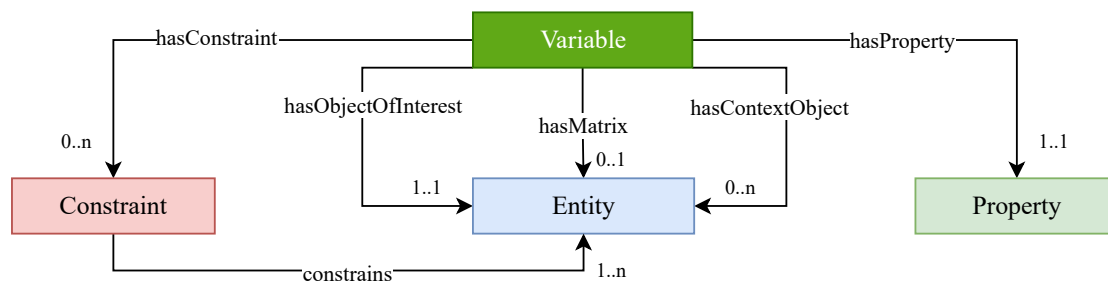 Variable
hasConstraint
hasProperty
hasObjectOfInterest
hasContextObject
hasMatrix
0..n
0..1
1..1
1..1
0..n
Constraint
Entity
Property
constrains
1..n